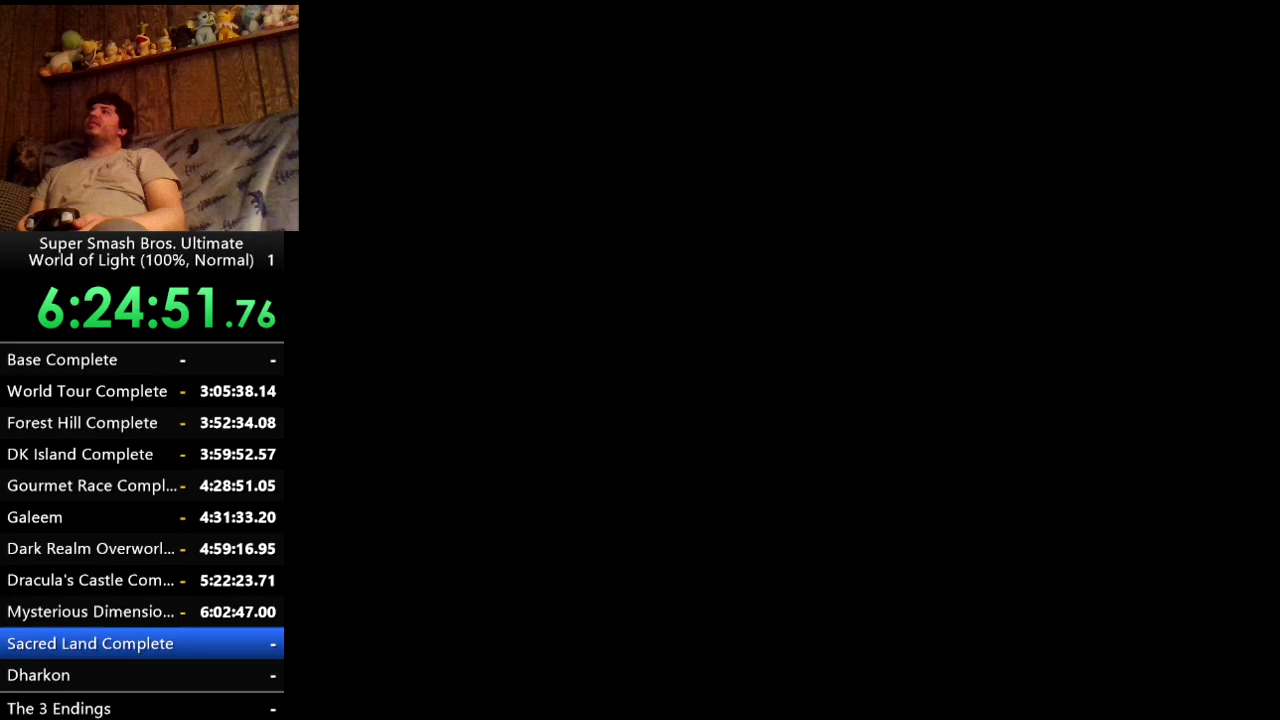 Super Smash Bros. Ultimate
World of Light (100%, Normal) 1
6:24:51.76
Base Complete - -
World Tour Complete - 3:05:38.14
Forest Hill Complete - 3:52:34.08
DK Island Complete - 3:59:52.57
Gourmet Race Compl... - 4:28:51.05
Galeem - 4:31:33.20
Dark Realm Overworl... - 4:59:16.95
Dracula's Castle Com... - 5:22:23.71
Mysterious Dimensio... - 6:02:47.00
Sacred Land Complete -
Dharkon -
The 3 Endings -